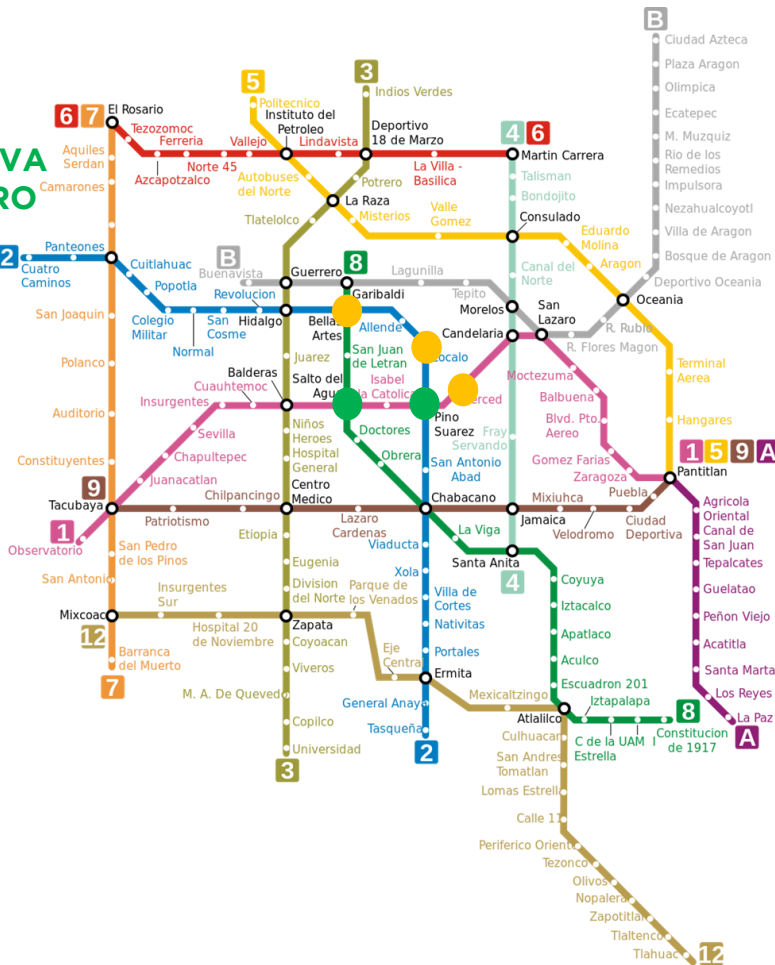 B
Ciudad Azteca
Plaza Aragon
Olimpica
Ecatepec
M. Muzquiz
Rio de los
Remedios
Impulsora
Nezahualcoyotl
Villa de Aragon
Bosque de Aragon
Deportivo Oceania
Oceania
R. Rubio
R. Flores Magon
3
Indios Verdes
5
Politecnico
Instituto del
Petroleo
Deportivo
18 de Marzo
6 7
El Rosario
Tezozomoc
Ferreria
Vallejo
Lindavista
4 6
Martin Carrera
Azcapotzalco
Norte 45
La Villa -
Basilica
VA
RO
Aquiles
Serdan
Camarones
Autobuses
del Norte
Potrero
La Raza
Misterios
Valle
Gomez
Talisman
Bondojito
Consulado
Eduardo
Molina
Aragon
Tlatelolco
2
Panteones
Cuatro
Caminos
Cuitlahuac
Popotla
Colegio
Militar
Normal
San
Cosme
Revolucion
Hidalgo
B
Buenavista
Guerrero
8
Garibaldi
Lagunilla
Tepito
Canal del
Norte
Morelos
San
Lazaro
Candelaria
Bellas
Artes
Allende
San Joaquin
Polanco
Auditorio
Constituyentes
Juarez
San Juan
de Letran
Balderas
Cuauhtemoc
Insurgentes
Salto del
Isabel
la Catolica
Pino
Suarez
Moctezuma
Balbuena
Blvd. Pto.
Aereo
Gomez Farias
Zaragoza
Terminal
Aerea
Hangares
1 5 9 A
Pantitlan
Sevilla
Chapultepec
Juanacatlan
Niños
Heroes
Hospital
General
Doctores
Obrera
San Antonio
Abad
Fray
Servando
9
Tacubaya
1
Observatorio
Patriotismo
Chilpancingo
Centro
Medico
Lazaro
Cardenas
Chabacano
Jamaica
Mixiuhca
Velodromo
Ciudad
Deportiva
Puebla
Agricola
Oriental
Canal de
San Juan
Tepalcates
Guelatao
Peñon Viejo
Acatitla
Santa Marta
Los Reyes
La Paz
A
San Pedro
de los Pinos
San Antonio
Mixcoac
12
Barranca
del Muerto
7
Etiopia
Eugenia
Division
del Norte
Insurgentes
Sur
Hospital 20
de Noviembre
Zapata
Parque de
los Venados
Eje
Central
Coyoacan
Viveros
M. A. De Quevedo
Copilco
Universidad
3
Viaducta
Xola
Villa de
Cortes
Nativitas
Portales
Ermita
General Anaya
Tasqueña
2
La Viga
Santa Anita
4
Coyuya
Iztacalco
Apatlaco
Aculco
Escuadron 201
Mexicaltzingo
Atlalilco
Iztapalapa
C de la
Estrella
UAM I
Constitucion
de 1917
8
Culhuacan
San Andres
Tomatlan
Lomas Estrella
Calle 11
Periferico Oriente
Tezonco
Olivos
Nopalera
Zapotitlan
Tlaltenco
Tlahuac
12